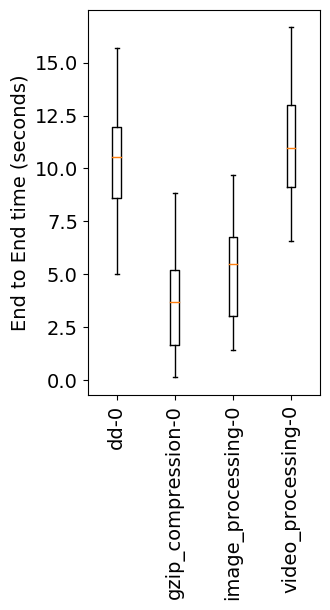 End to End time (seconds)
15.0
12.5
10.0
7.5
5.0
2.5
0.0
dd-0
gzip_compression-0
image_processing-0
video_processing-0